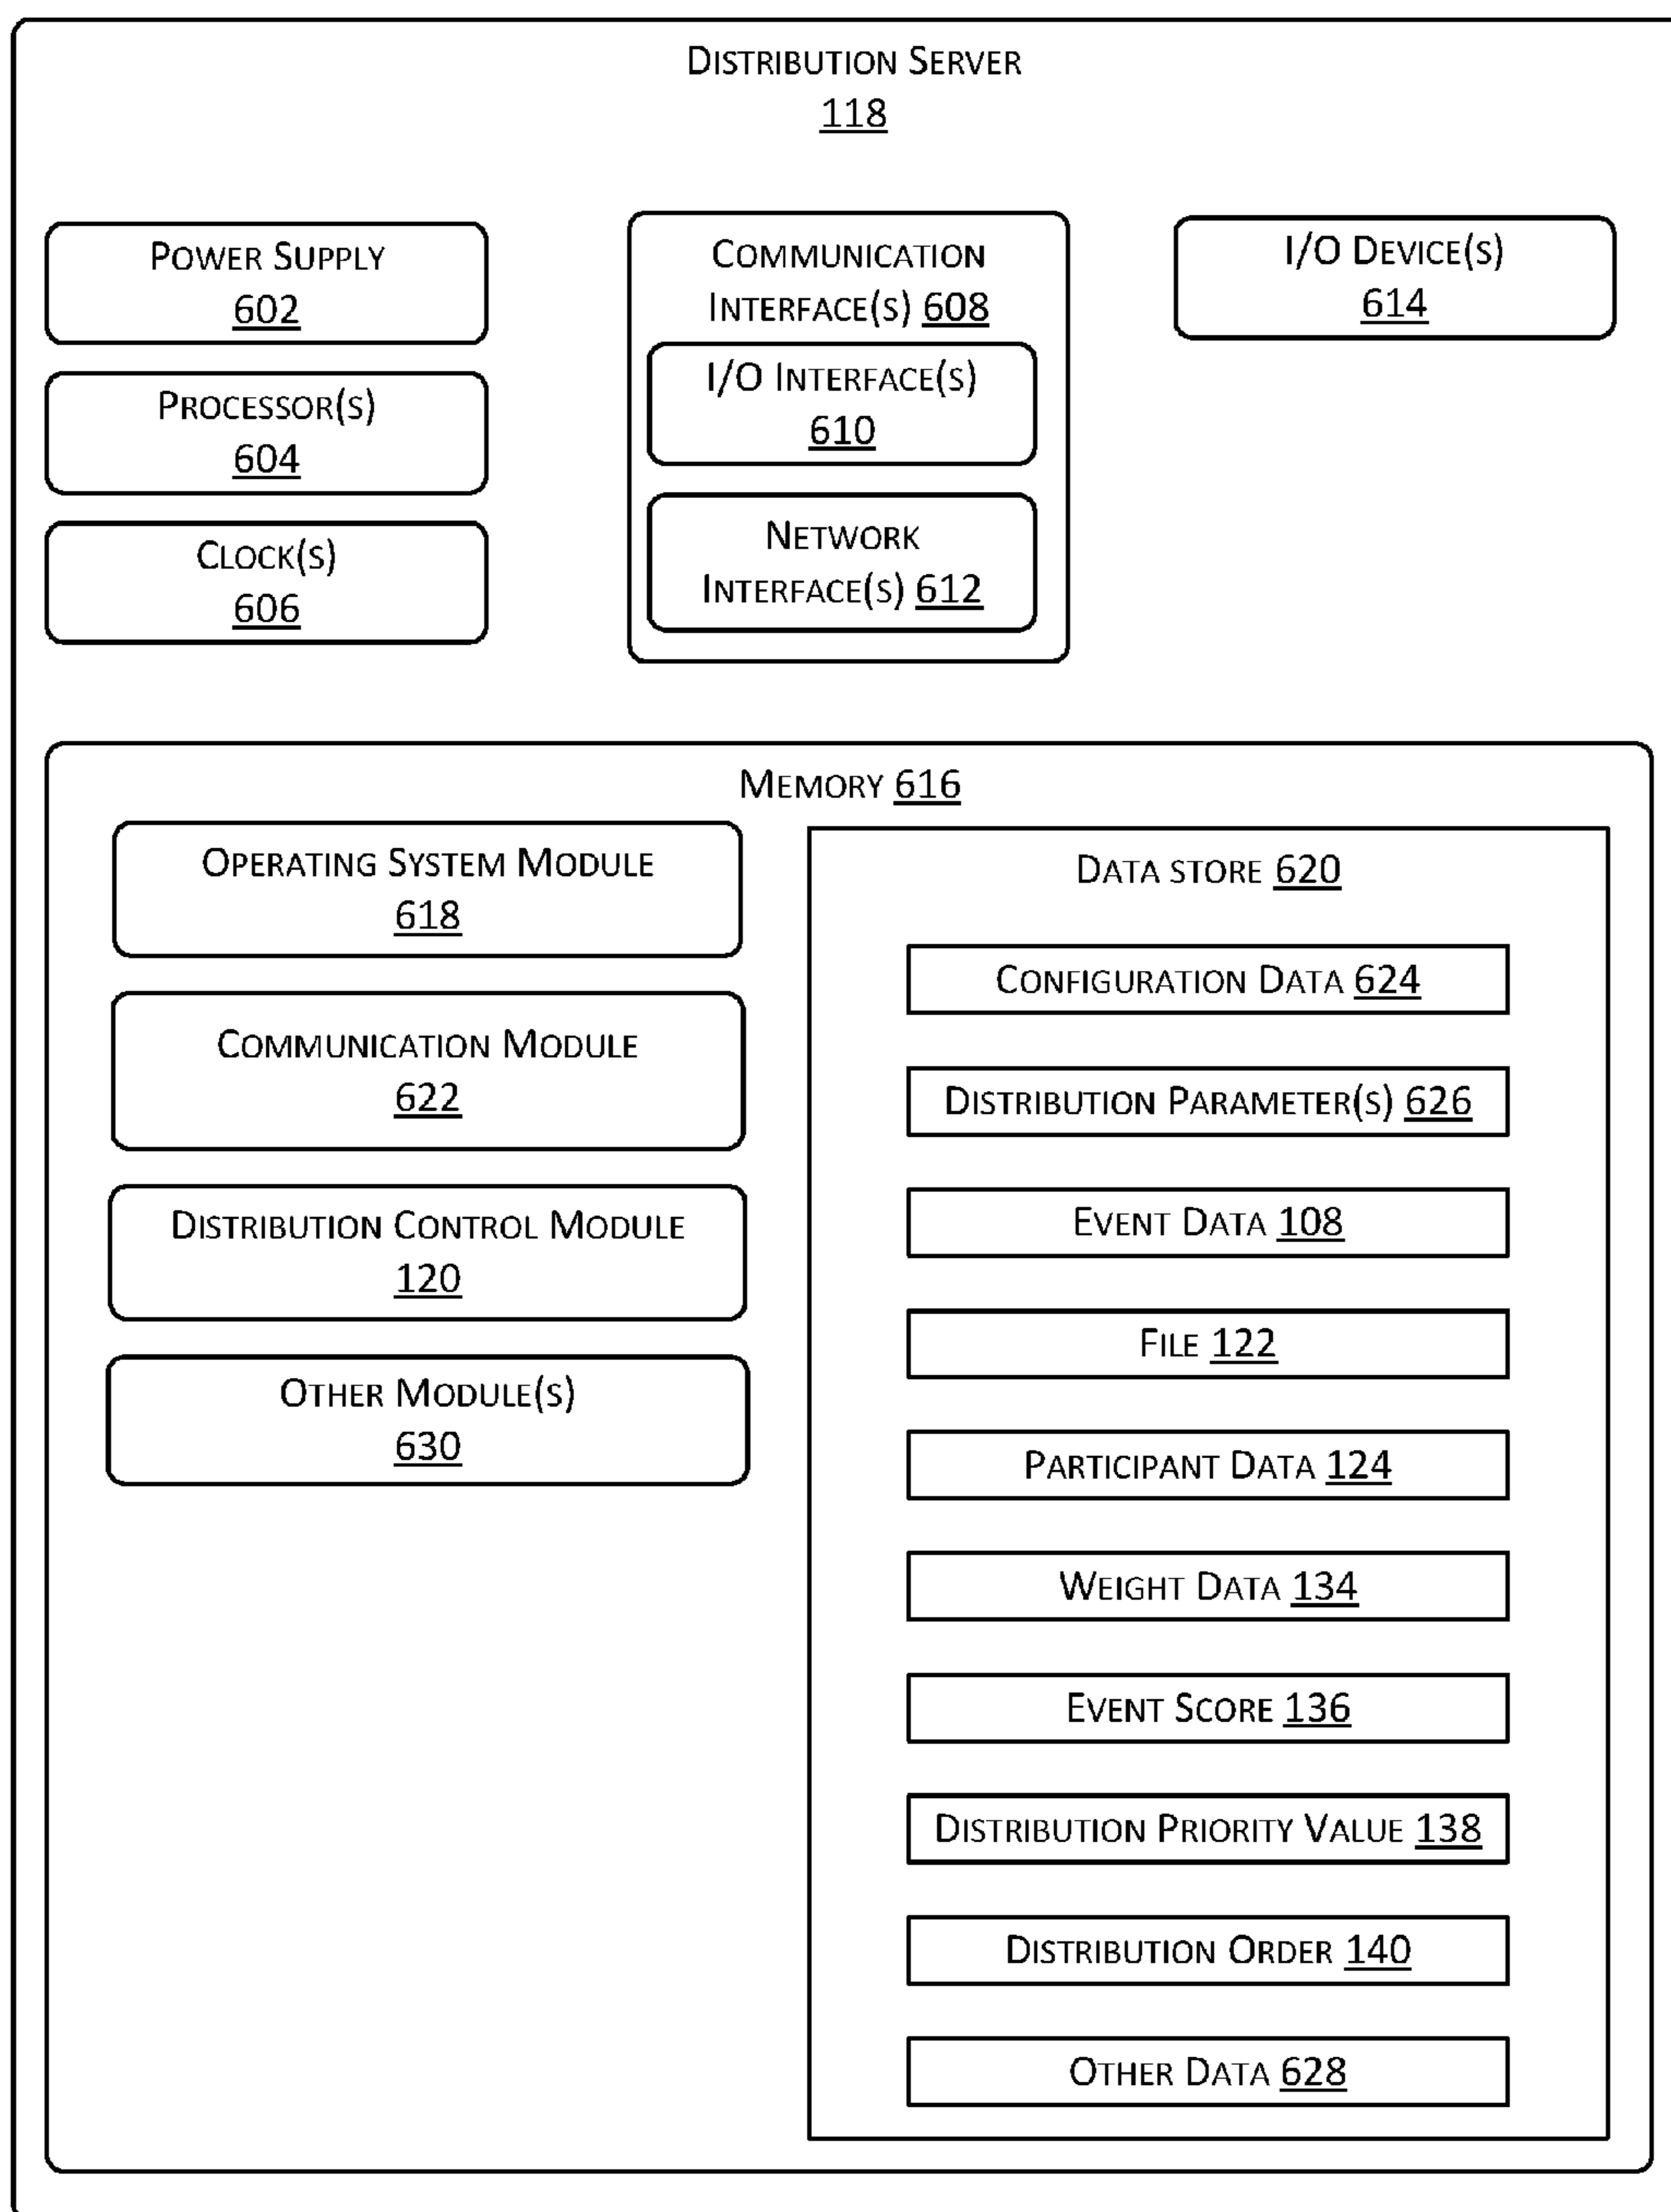 DISTRIBUTION SERVER
118
POWER SUPPLY
602
PROCESSOR(S)
604
CLOCK(S)
606
COMMUNICATION
INTERFACE(S) 608
I/O INTERFACE(S)
610
NETWORK
INTERFACE(S) 612
I/O DEVICE(S)
614
MEMORY 616
OPERATING SYSTEM MODULE
618
COMMUNICATION MODULE
622
DISTRIBUTION CONTROL MODULE
120
OTHER MODULE(S)
630
DATA STORE 620
CONFIGURATION DATA 624
DISTRIBUTION PARAMETER(S) 626
EVENT DATA 108
FILE 122
PARTICIPANT DATA 124
WEIGHT DATA 134
EVENT SCORE 136
DISTRIBUTION PRIORITY VALUE 138
DISTRIBUTION ORDER 140
OTHER DATA 628